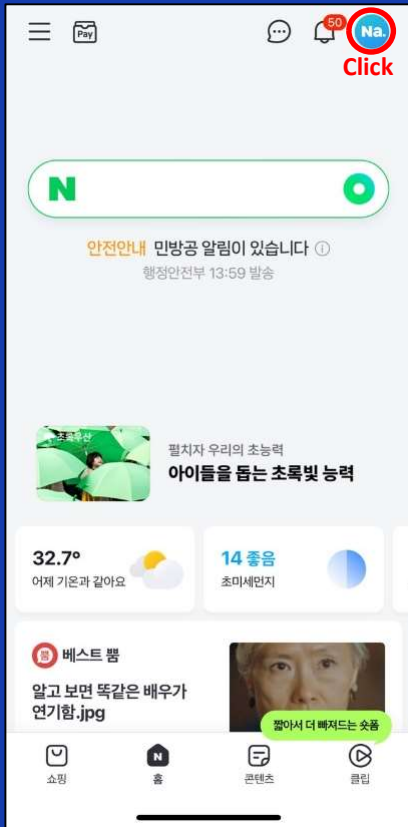 Pay
50
Na.
Click
N
안전안내 민방공 알림이 있습니다
행정안전부 13:59 발송
초록우산
펼치자 우리의 초능력
아이들을 돕는 초록빛 능력
32.7°
어제 기온과 같아요
14 좋음
초미세먼지
뿜 베스트 뿜
알고 보면 똑같은 배우가
연기함.jpg
짧아서 더 빠져드는 숏폼
N
쇼핑
홈
콘텐츠
클립